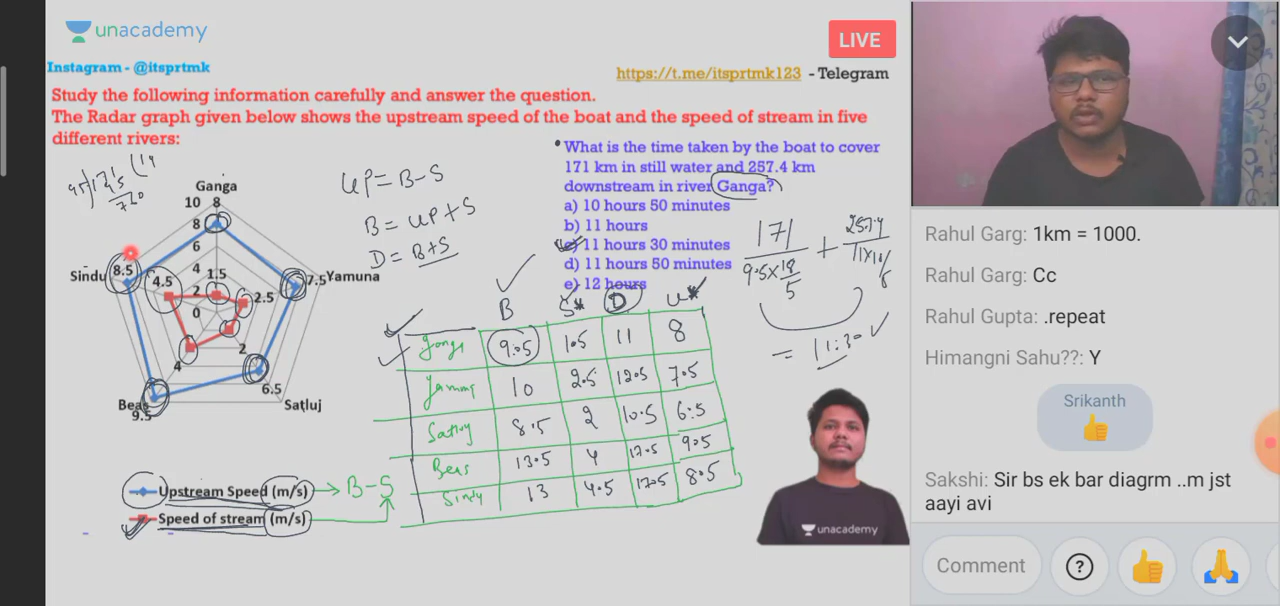 unacademy
LIVE
Instagram - @itsprtmk
https://t.me/itsprtmk123 - Telegram
Study the following information carefully and answer the question.
The Radar graph given below shows the upstream speed of the boat and the speed of stream in five
different rivers:
What is the time taken by the boat to cover
171 km in still water and 257.4 km
downstream in river Ganga?
a) 10 hours 50 minutes
b) 11 hours
c) 11 hours 30 minutes
d) 11 hours 50 minutes
e) 12 hours
UP = B-S
B = UP+S
D = B+S
Ganga
10 8
8
6
4
2
0
1.5
7.5 Yamuna
2.5
Sindu 8.5
4.5
2
4
6.5
Satluj
Beas
9.5
Upstream Speed (m/s) → B-S
Speed of stream (m/s)
171
9.5 x 18
5
+
257.4
11 x 18
= 11:30
B S* D U*
9.5 1.5 11 8
10 2.5 12.5 7.5
8.5 2 10.5 6.5
Beas 13.5 4 17.5 9.5
Sindu 13 4.5 17.5 8.5
unacademy
Rahul Garg: 1km = 1000.
Rahul Garg: Cc
Rahul Gupta: .repeat
Himangni Sahu??: Y
Srikanth
Sakshi: Sir bs ek bar diagrm ..m jst
aayi avi
Comment